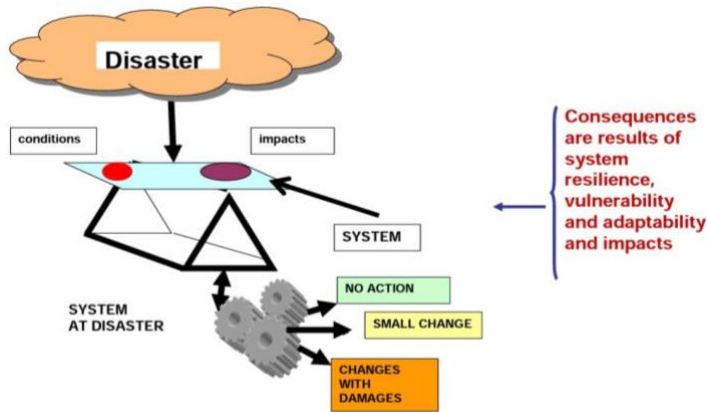 Disaster
conditions
impacts
SYSTEM
SYSTEM
AT DISASTER
NO ACTION
SMALL CHANGE
CHANGES
WITH
DAMAGES
Consequences
are results of
system
resilience,
vulnerability
and adaptability
and impacts